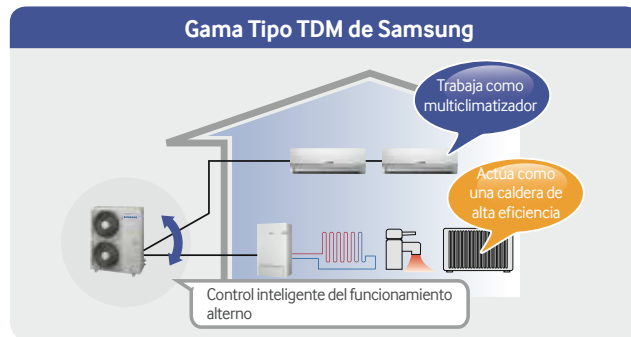 Gama Tipo TDM de Samsung
Trabaja como
multiclimatizador
Actúa como
una caldera de
alta eficiencia
Control inteligente del funcionamiento
alterno